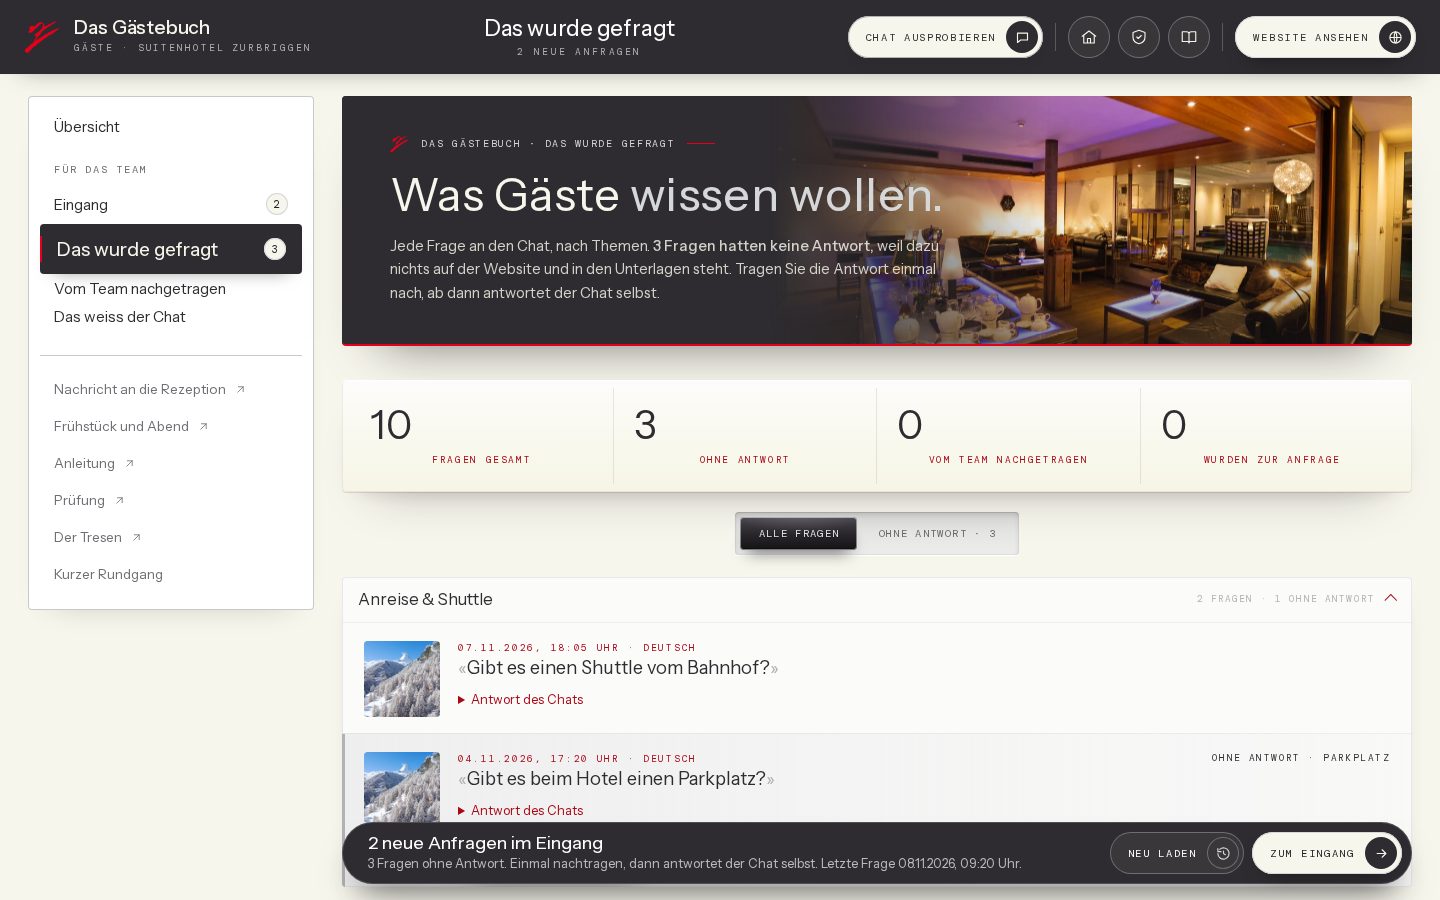 Das Gästebuch
GÄSTE · SUITENHOTEL ZURBRIGGEN
Das wurde gefragt
2 NEUE ANFRAGEN
CHAT AUSPROBIEREN
WEBSITE ANSEHEN
Übersicht
FÜR DAS TEAM
Eingang 2
Das wurde gefragt 3
Vom Team nachgetragen
Das weiss der Chat
Nachricht an die Rezeption
Frühstück und Abend
Anleitung
Prüfung
Der Tresen
Kurzer Rundgang
DAS GÄSTEBUCH · DAS WURDE GEFRAGT
Was Gäste wissen wollen.
Jede Frage an den Chat, nach Themen. 3 Fragen hatten keine Antwort, weil dazu
nichts auf der Website und in den Unterlagen steht. Tragen Sie die Antwort einmal
nach, ab dann antwortet der Chat selbst.
10
FRAGEN GESAMT
3
OHNE ANTWORT
0
VOM TEAM NACHGETRAGEN
0
WURDEN ZUR ANFRAGE
ALLE FRAGEN
OHNE ANTWORT · 3
Anreise & Shuttle
2 FRAGEN · 1 OHNE ANTWORT
07.11.2026, 18:05 UHR · DEUTSCH
«Gibt es einen Shuttle vom Bahnhof?»
Antwort des Chats
04.11.2026, 17:20 UHR · DEUTSCH
OHNE ANTWORT · PARKPLATZ
«Gibt es beim Hotel einen Parkplatz?»
Antwort des Chats
2 neue Anfragen im Eingang
3 Fragen ohne Antwort. Einmal nachtragen, dann antwortet der Chat selbst. Letzte Frage 08.11.2026, 09:20 Uhr.
NEU LADEN
ZUM EINGANG